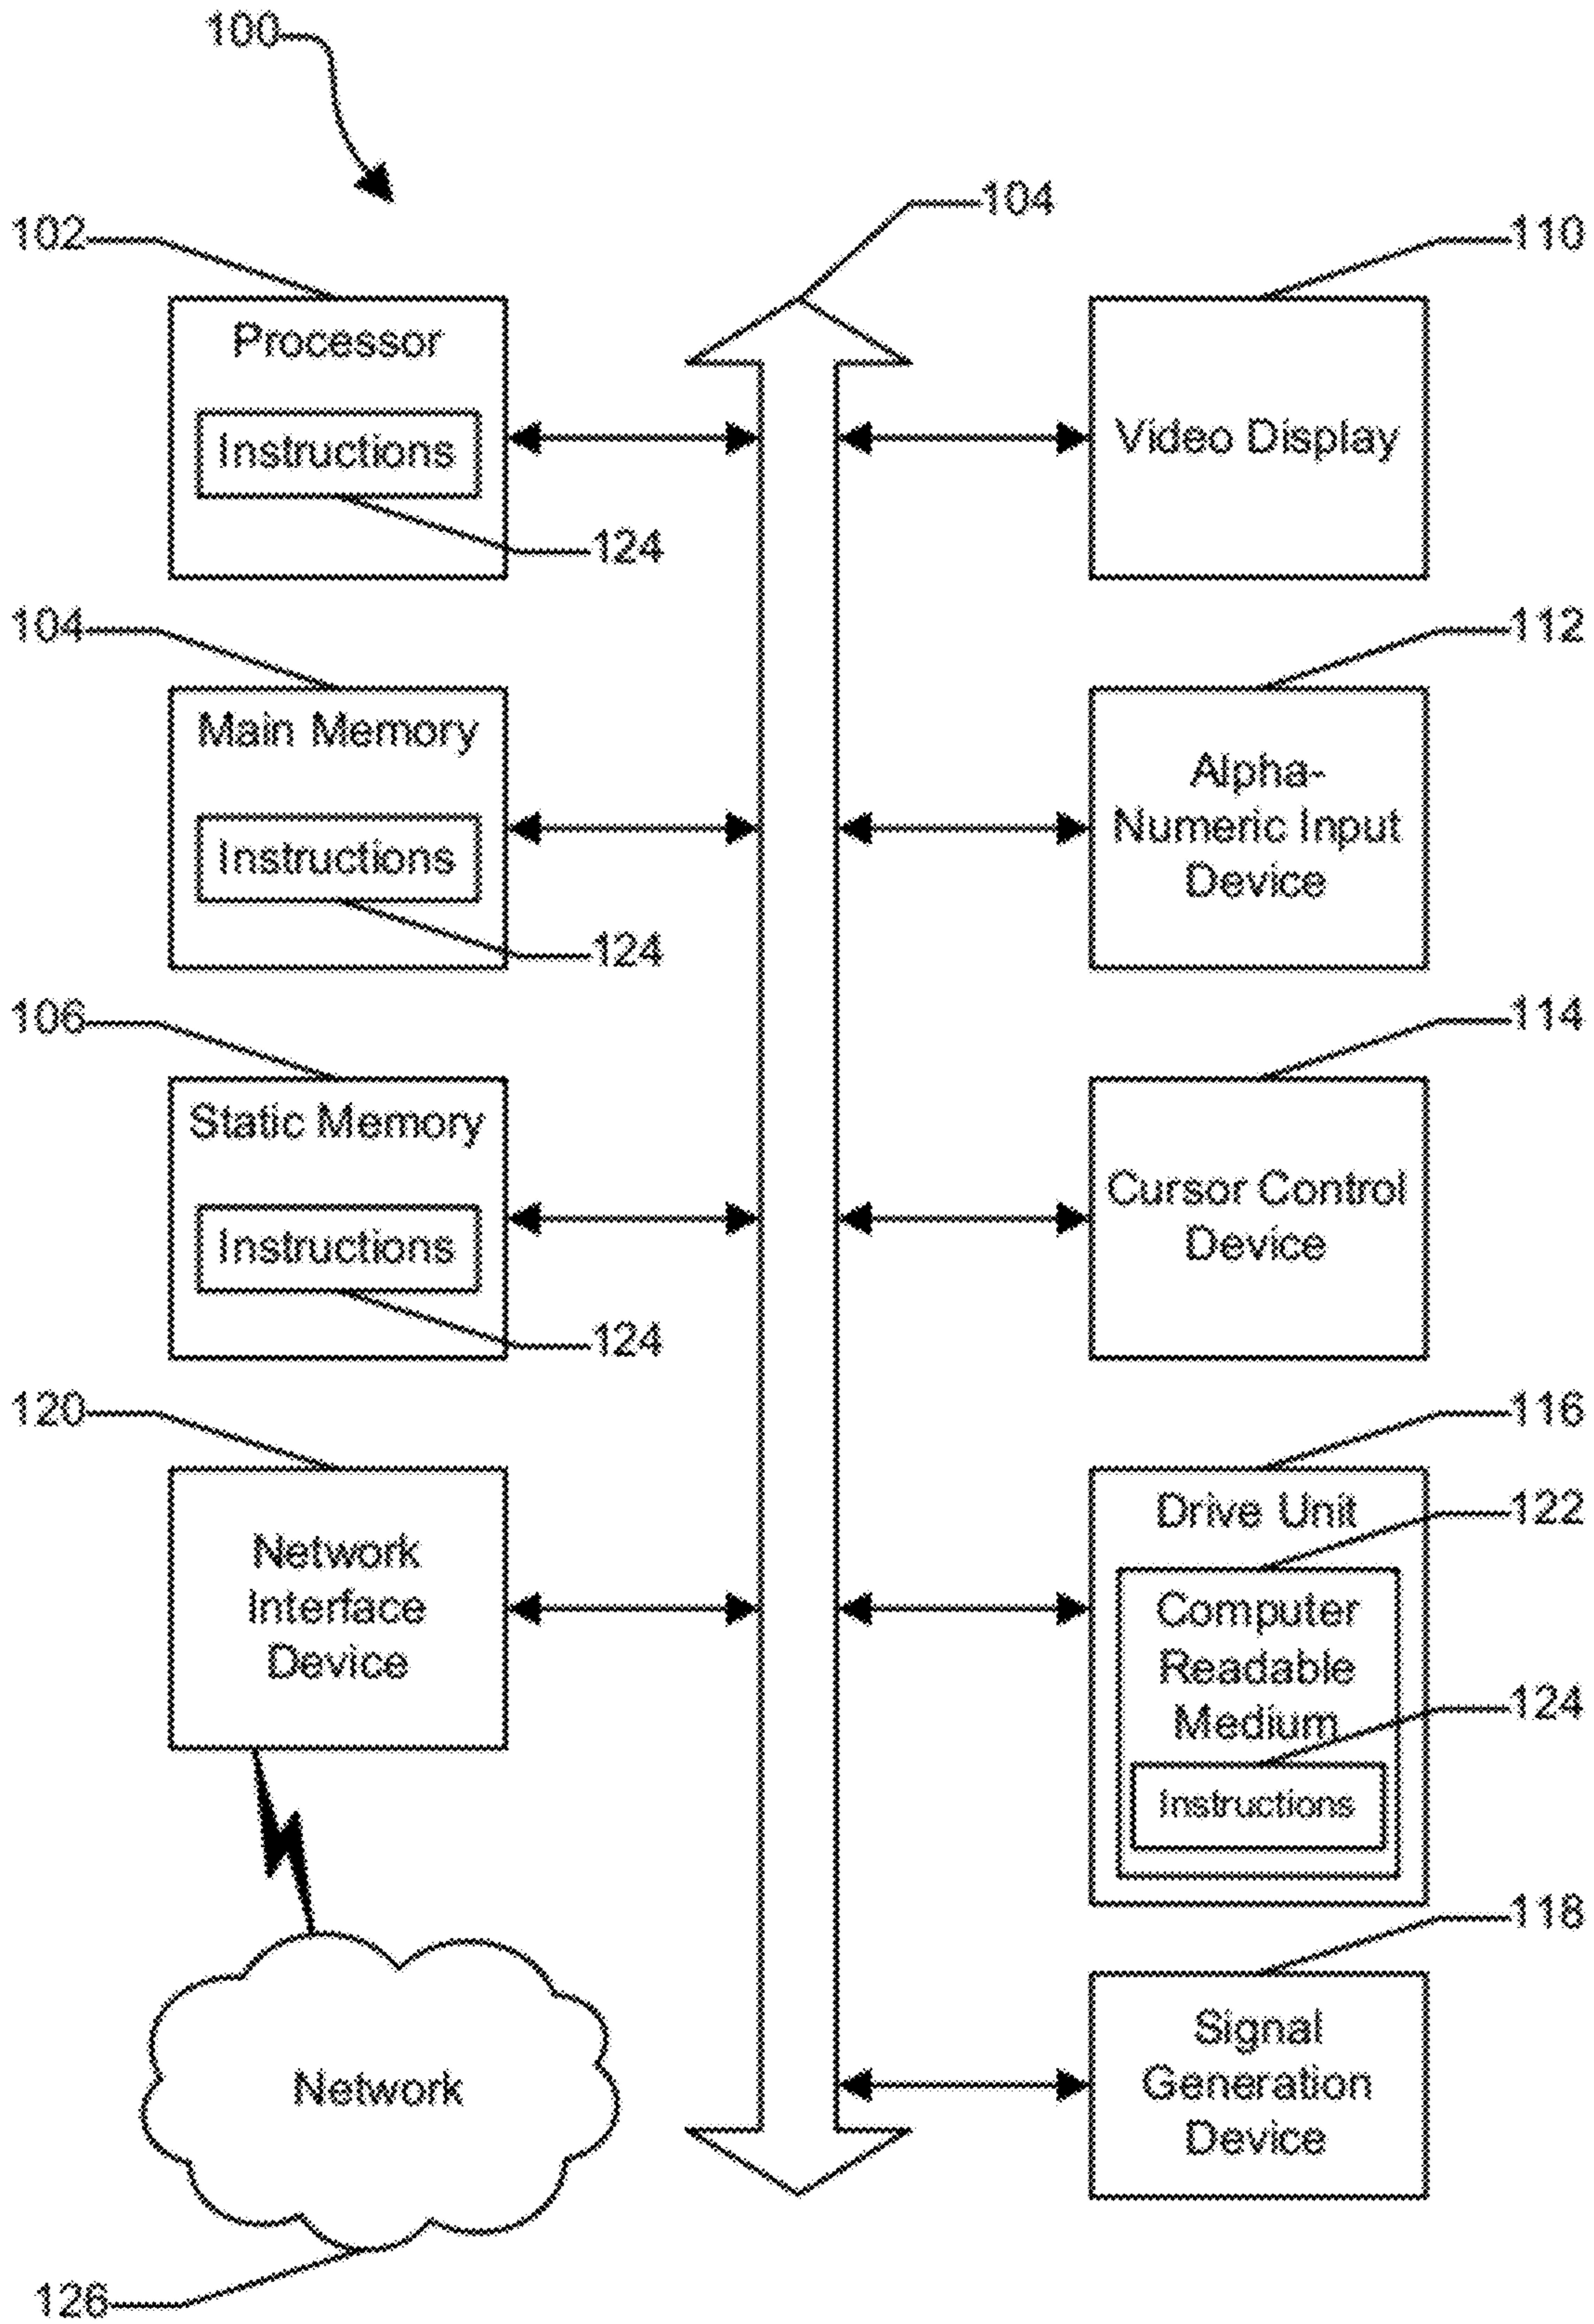 100
104
102
110
Processor
Instructions
124
Video Display
104
112
Main Memory
Instructions
124
Alpha-
Numeric Input
Device
106
114
Static Memory
Instructions
124
Cursor Control
Device
120
116
Network
Interface
Device
Drive Unit
122
Computer
Readable
Medium
124
Instructions
118
Network
126
Signal
Generation
Device